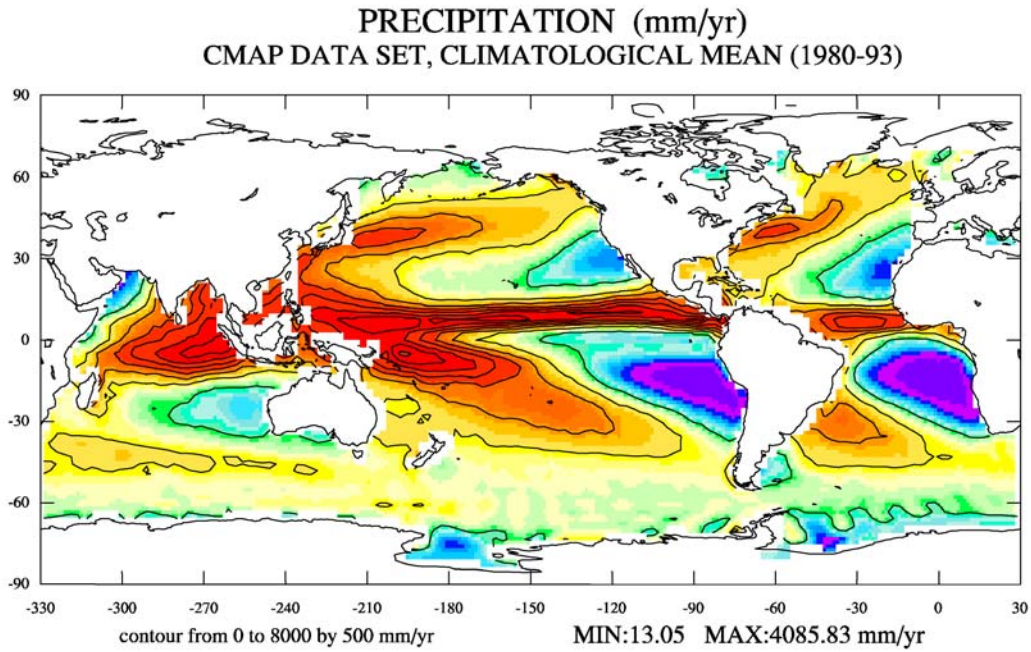 PRECIPITATION (mm/yr)
CMAP DATA SET, CLIMATOLOGICAL MEAN (1980-93)
90
60
30
0
-30
-60
-90
-330 -300 -270 -240 -210 -180 -150 -120 -90 -60 -30 0 30
contour from 0 to 8000 by 500 mm/yr MIN:13.05 MAX:4085.83 mm/yr